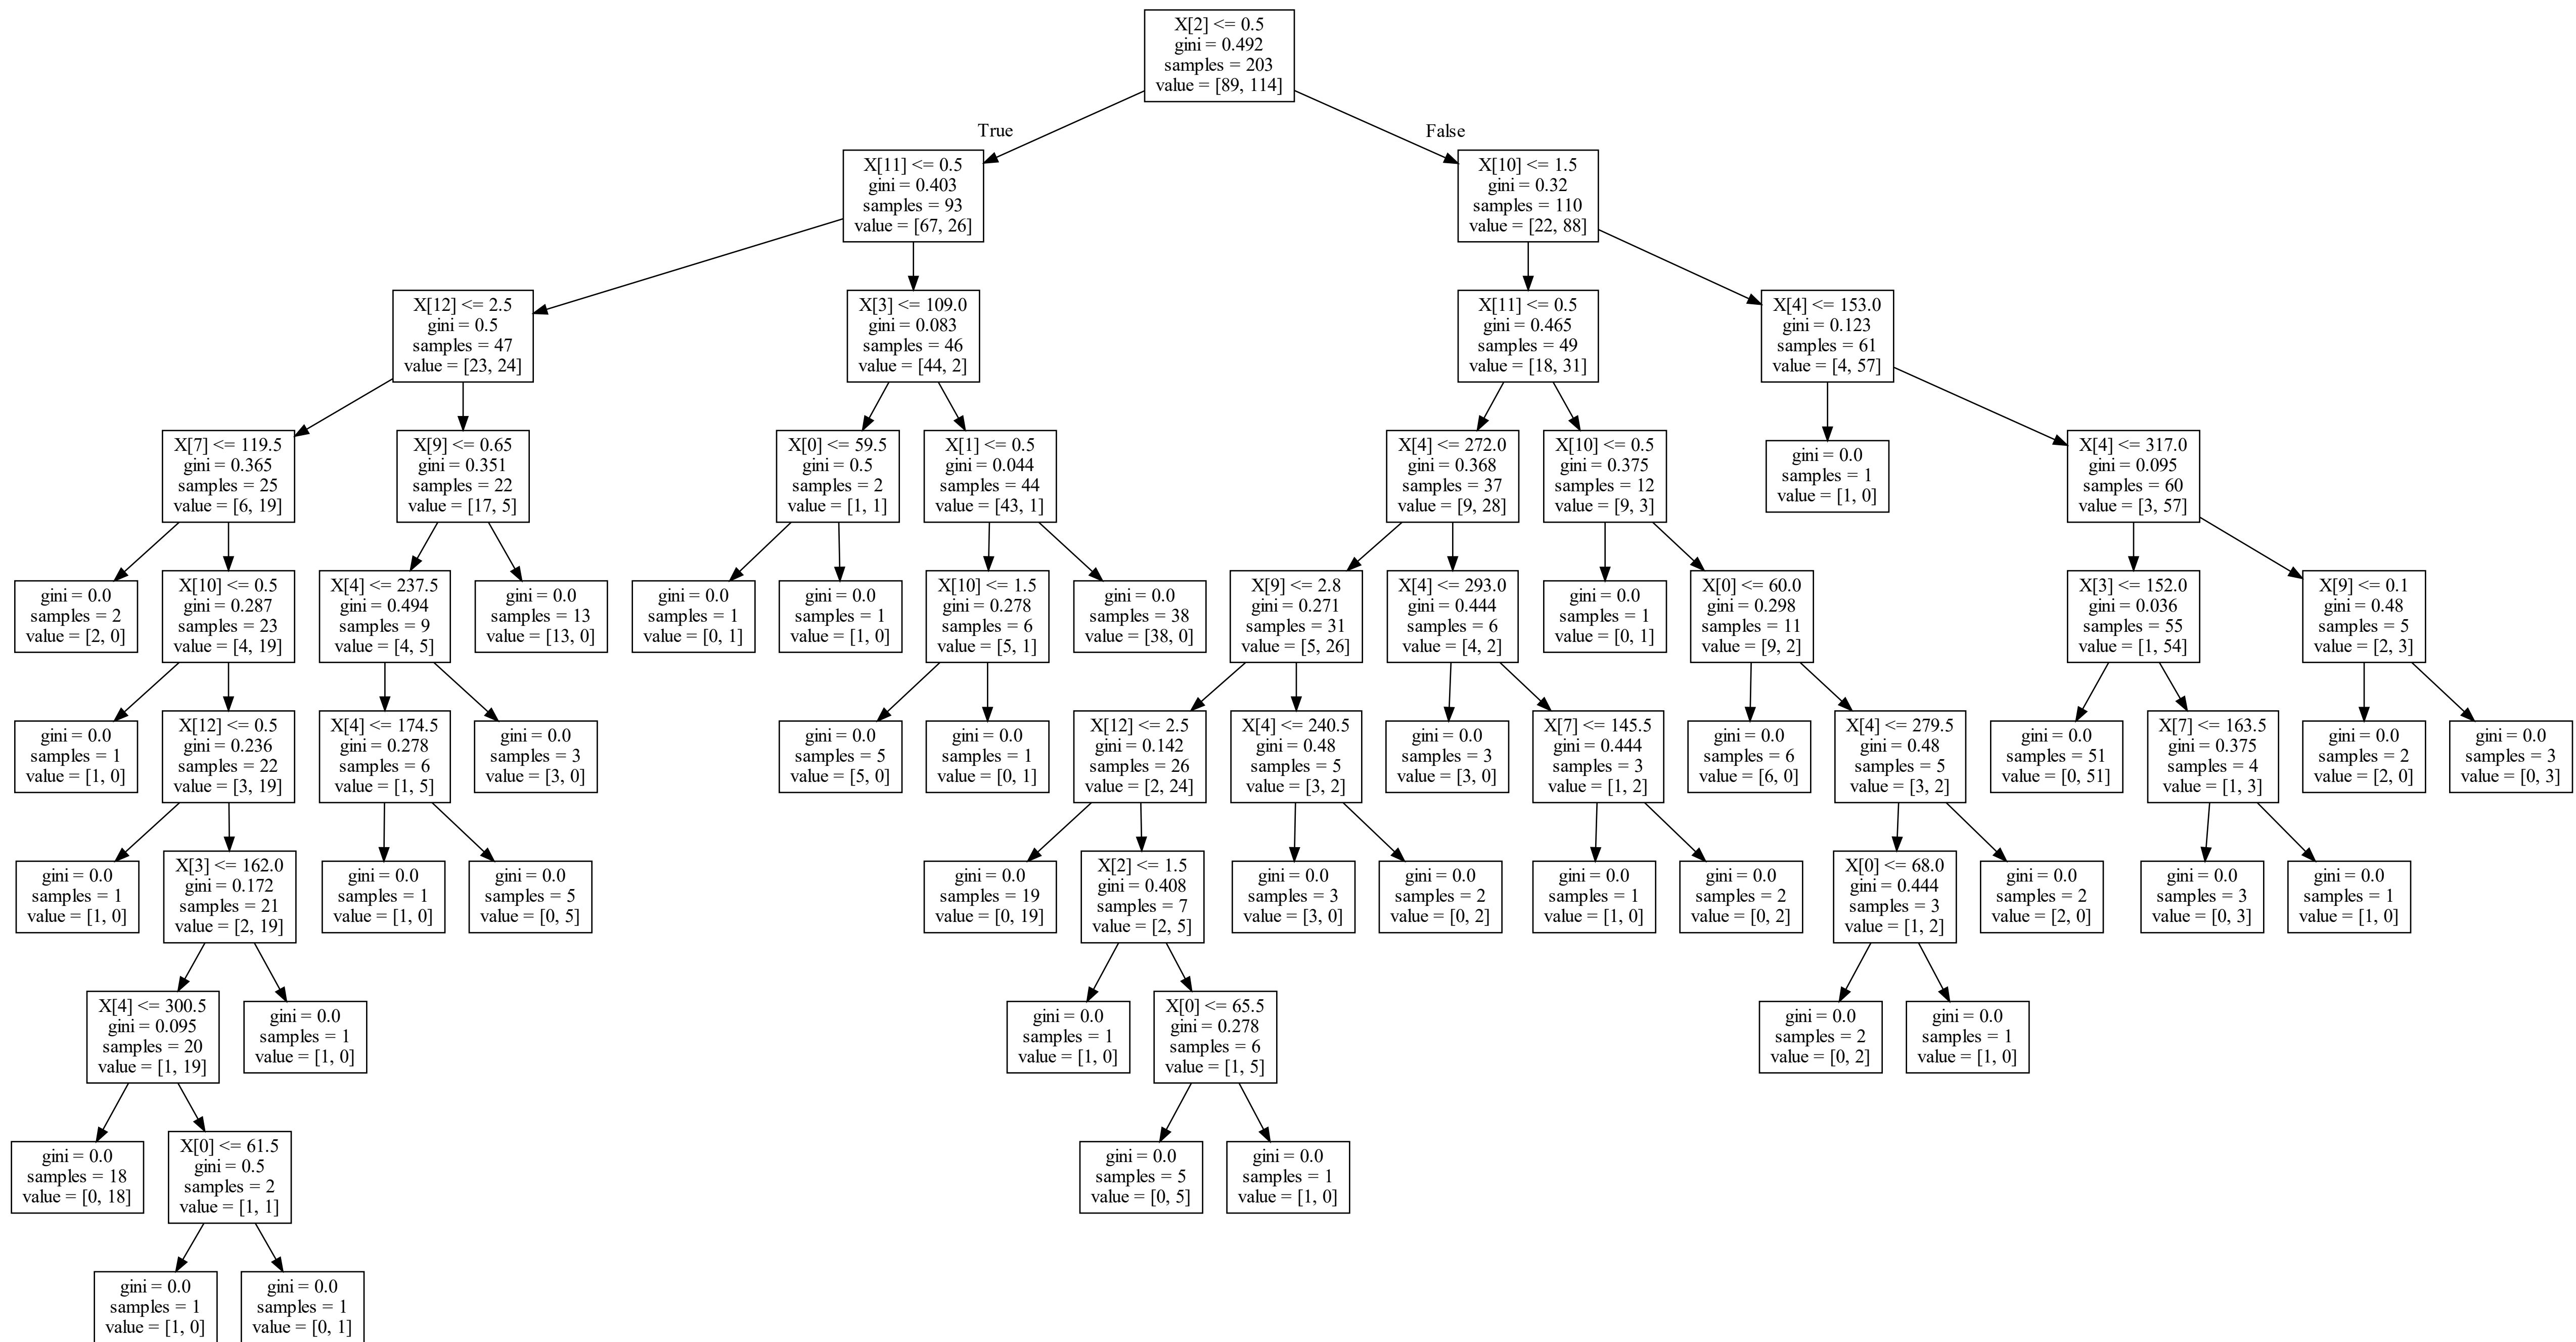 X[2] <= 0.5
gini = 0.492
samples = 203
value = [89, 114]
True
False
X[11] <= 0.5
gini = 0.403
samples = 93
value = [67, 26]
X[10] <= 1.5
gini = 0.32
samples = 110
value = [22, 88]
X[12] <= 2.5
gini = 0.5
samples = 47
value = [23, 24]
X[3] <= 109.0
gini = 0.083
samples = 46
value = [44, 2]
X[11] <= 0.5
gini = 0.465
samples = 49
value = [18, 31]
X[4] <= 153.0
gini = 0.123
samples = 61
value = [4, 57]
X[7] <= 119.5
gini = 0.365
samples = 25
value = [6, 19]
X[9] <= 0.65
gini = 0.351
samples = 22
value = [17, 5]
X[0] <= 59.5
gini = 0.5
samples = 2
value = [1, 1]
X[1] <= 0.5
gini = 0.044
samples = 44
value = [43, 1]
X[4] <= 272.0
gini = 0.368
samples = 37
value = [9, 28]
X[10] <= 0.5
gini = 0.375
samples = 12
value = [9, 3]
gini = 0.0
samples = 1
value = [1, 0]
X[4] <= 317.0
gini = 0.095
samples = 60
value = [3, 57]
gini = 0.0
samples = 2
value = [2, 0]
X[10] <= 0.5
gini = 0.287
samples = 23
value = [4, 19]
X[4] <= 237.5
gini = 0.494
samples = 9
value = [4, 5]
gini = 0.0
samples = 13
value = [13, 0]
gini = 0.0
samples = 1
value = [0, 1]
gini = 0.0
samples = 1
value = [1, 0]
X[10] <= 1.5
gini = 0.278
samples = 6
value = [5, 1]
gini = 0.0
samples = 38
value = [38, 0]
X[9] <= 2.8
gini = 0.271
samples = 31
value = [5, 26]
X[4] <= 293.0
gini = 0.444
samples = 6
value = [4, 2]
gini = 0.0
samples = 1
value = [0, 1]
X[0] <= 60.0
gini = 0.298
samples = 11
value = [9, 2]
X[3] <= 152.0
gini = 0.036
samples = 55
value = [1, 54]
X[9] <= 0.1
gini = 0.48
samples = 5
value = [2, 3]
gini = 0.0
samples = 1
value = [1, 0]
X[12] <= 0.5
gini = 0.236
samples = 22
value = [3, 19]
X[4] <= 174.5
gini = 0.278
samples = 6
value = [1, 5]
gini = 0.0
samples = 3
value = [3, 0]
gini = 0.0
samples = 5
value = [5, 0]
gini = 0.0
samples = 1
value = [0, 1]
X[12] <= 2.5
gini = 0.142
samples = 26
value = [2, 24]
X[4] <= 240.5
gini = 0.48
samples = 5
value = [3, 2]
gini = 0.0
samples = 3
value = [3, 0]
X[7] <= 145.5
gini = 0.444
samples = 3
value = [1, 2]
gini = 0.0
samples = 6
value = [6, 0]
X[4] <= 279.5
gini = 0.48
samples = 5
value = [3, 2]
gini = 0.0
samples = 51
value = [0, 51]
X[7] <= 163.5
gini = 0.375
samples = 4
value = [1, 3]
gini = 0.0
samples = 2
value = [2, 0]
gini = 0.0
samples = 3
value = [0, 3]
gini = 0.0
samples = 1
value = [1, 0]
X[3] <= 162.0
gini = 0.172
samples = 21
value = [2, 19]
gini = 0.0
samples = 1
value = [1, 0]
gini = 0.0
samples = 5
value = [0, 5]
gini = 0.0
samples = 19
value = [0, 19]
X[2] <= 1.5
gini = 0.408
samples = 7
value = [2, 5]
gini = 0.0
samples = 3
value = [3, 0]
gini = 0.0
samples = 2
value = [0, 2]
gini = 0.0
samples = 1
value = [1, 0]
gini = 0.0
samples = 2
value = [0, 2]
X[0] <= 68.0
gini = 0.444
samples = 3
value = [1, 2]
gini = 0.0
samples = 2
value = [2, 0]
gini = 0.0
samples = 3
value = [0, 3]
gini = 0.0
samples = 1
value = [1, 0]
X[4] <= 300.5
gini = 0.095
samples = 20
value = [1, 19]
gini = 0.0
samples = 1
value = [1, 0]
gini = 0.0
samples = 1
value = [1, 0]
X[0] <= 65.5
gini = 0.278
samples = 6
value = [1, 5]
gini = 0.0
samples = 2
value = [0, 2]
gini = 0.0
samples = 1
value = [1, 0]
gini = 0.0
samples = 18
value = [0, 18]
X[0] <= 61.5
gini = 0.5
samples = 2
value = [1, 1]
gini = 0.0
samples = 5
value = [0, 5]
gini = 0.0
samples = 1
value = [1, 0]
gini = 0.0
samples = 1
value = [1, 0]
gini = 0.0
samples = 1
value = [0, 1]